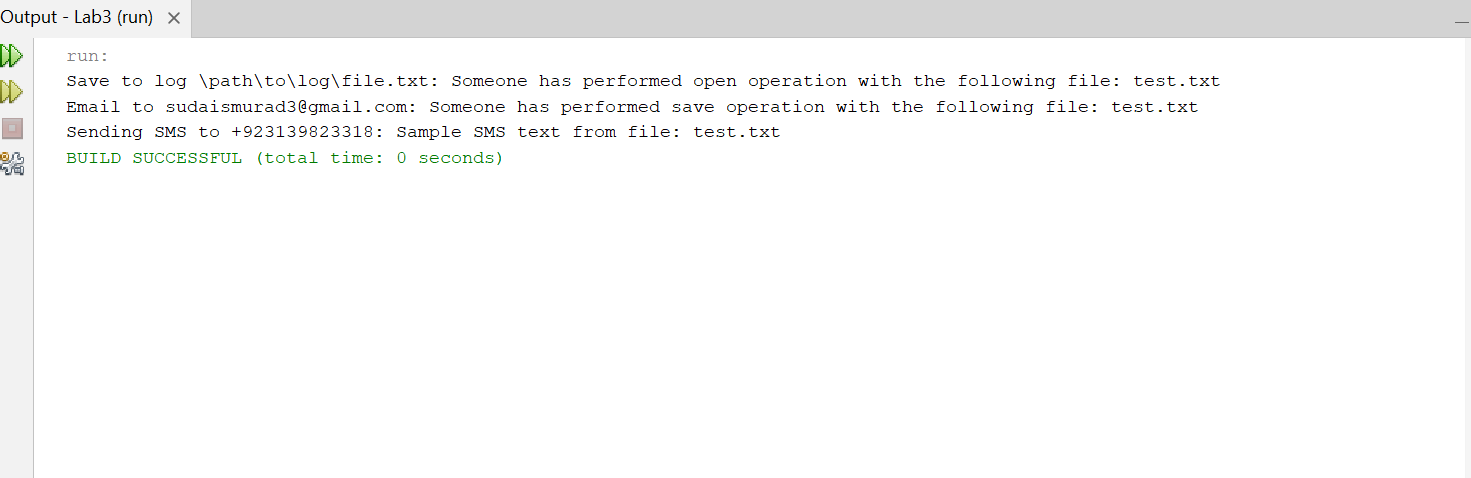 Output - Lab3 (run)
run:
Save to log \path\to\log\file.txt: Someone has performed open operation with the following file: test.txt
Email to sudaismurad3@gmail.com: Someone has performed save operation with the following file: test.txt
Sending SMS to +923139823318: Sample SMS text from file: test.txt
BUILD SUCCESSFUL (total time: 0 seconds)